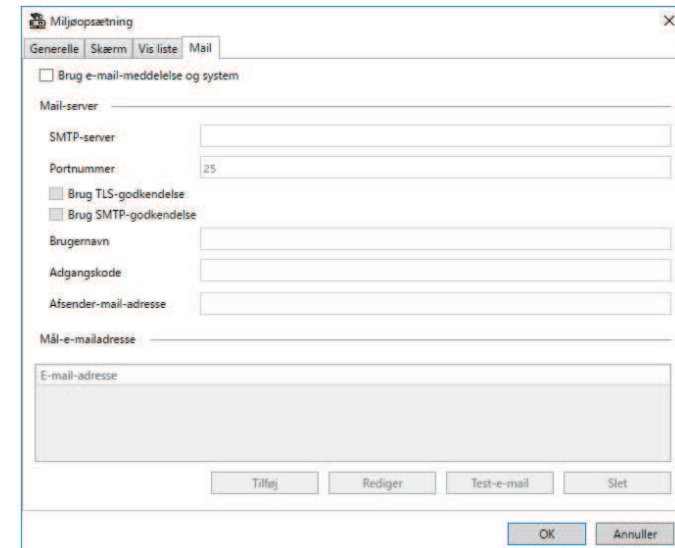 Miljøopsætning
Generelle Skærm Vis liste Mail
Brug e-mail-meddelelse og system
Mail-server
SMTP-server
Portnummer 25
Brug TLS-godkendelse
Brug SMTP-godkendelse
Brugernavn
Adgangskode
Afsender-mail-adresse
Mål-e-mailadresse
E-mail-adresse
Tilføj Rediger Test-e-mail Slet
OK Annuller